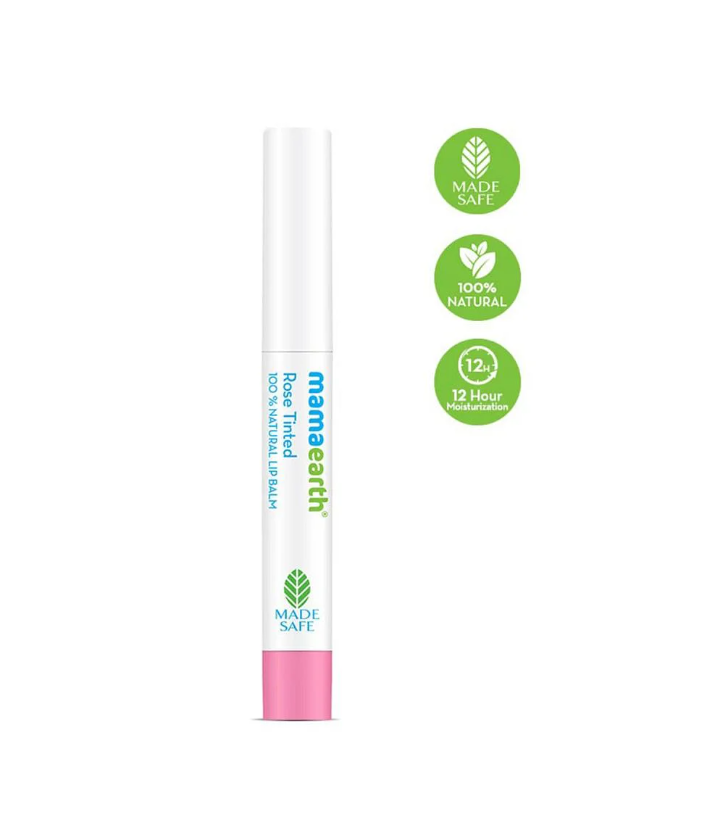 mamaearth®
Rose Tinted
100 % NATURAL LIP BALM
MADE
SAFE
MADE
SAFE
100%
NATURAL
12H
12 Hour
Moisturization